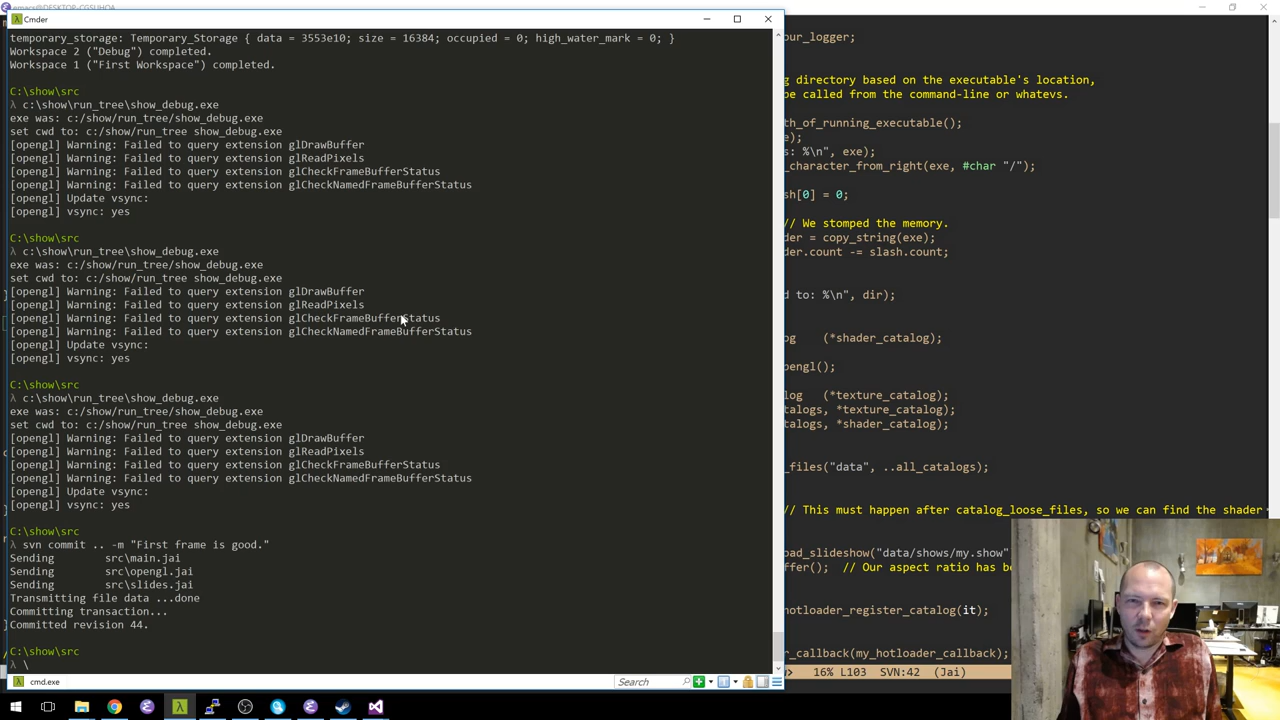 emacs@DESKTOP-CGSUHOA
Cmder
temporary_storage: Temporary_Storage { data = 3553e10; size = 16384; occupied = 0; high_water_mark = 0; }
Workspace 2 ("Debug") completed.
Workspace 1 ("First Workspace") completed.
C:\show\src
λ c:\show\run_tree\show_debug.exe
exe was: c:/show/run_tree/show_debug.exe
set cwd to: c:/show/run_tree show_debug.exe
[opengl] Warning: Failed to query extension glDrawBuffer
[opengl] Warning: Failed to query extension glReadPixels
[opengl] Warning: Failed to query extension glCheckFrameBufferStatus
[opengl] Warning: Failed to query extension glCheckNamedFrameBufferStatus
[opengl] Update vsync:
[opengl] vsync: yes
C:\show\src
λ c:\show\run_tree\show_debug.exe
exe was: c:/show/run_tree/show_debug.exe
set cwd to: c:/show/run_tree show_debug.exe
[opengl] Warning: Failed to query extension glDrawBuffer
[opengl] Warning: Failed to query extension glReadPixels
[opengl] Warning: Failed to query extension glCheckFrameBufferStatus
[opengl] Warning: Failed to query extension glCheckNamedFrameBufferStatus
[opengl] Update vsync:
[opengl] vsync: yes
C:\show\src
λ c:\show\run_tree\show_debug.exe
exe was: c:/show/run_tree/show_debug.exe
set cwd to: c:/show/run_tree show_debug.exe
[opengl] Warning: Failed to query extension glDrawBuffer
[opengl] Warning: Failed to query extension glReadPixels
[opengl] Warning: Failed to query extension glCheckFrameBufferStatus
[opengl] Warning: Failed to query extension glCheckNamedFrameBufferStatus
[opengl] Update vsync:
[opengl] vsync: yes
C:\show\src
λ svn commit .. -m "First frame is good."
Sending src\main.jai
Sending src\opengl.jai
Sending src\slides.jai
Transmitting file data ...done
Committing transaction...
Committed revision 44.
C:\show\src
λ \
cmd.exe
Search
our_logger;
g directory based on the executable's location,
be called from the command-line or whatevs.
th_of_running_executable();
e);
s: %\n", exe);
_character_from_right(exe, #char "/");
sh[0] = 0;
// We stomped the memory.
der = copy_string(exe);
der.count -= slash.count;
d to: %\n", dir);
og (*shader_catalog);
pengl();
log (*texture_catalog);
atalogs, *texture_catalog);
atalogs, *shader_catalog);
_files("data", ..all_catalogs);
// This must happen after catalog_loose_files, so we can find the shader
oad_slideshow("data/shows/my.show"
ffer(); // Our aspect ratio has be
hotloader_register_catalog(it);
r_callback(my_hotloader_callback);
16% L103 SVN:42 (Jai)